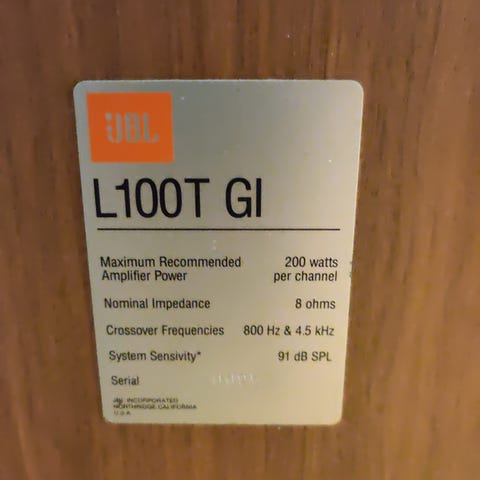 JBL
L100T GI
Maximum Recommended 200 watts
Amplifier Power per channel
Nominal Impedance 8 ohms
Crossover Frequencies 800 Hz & 4.5 kHz
System Sensivity* 91 dB SPL
Serial
JBL INCORPORATED
NORTHRIDGE CALIFORNIA
U.S.A.